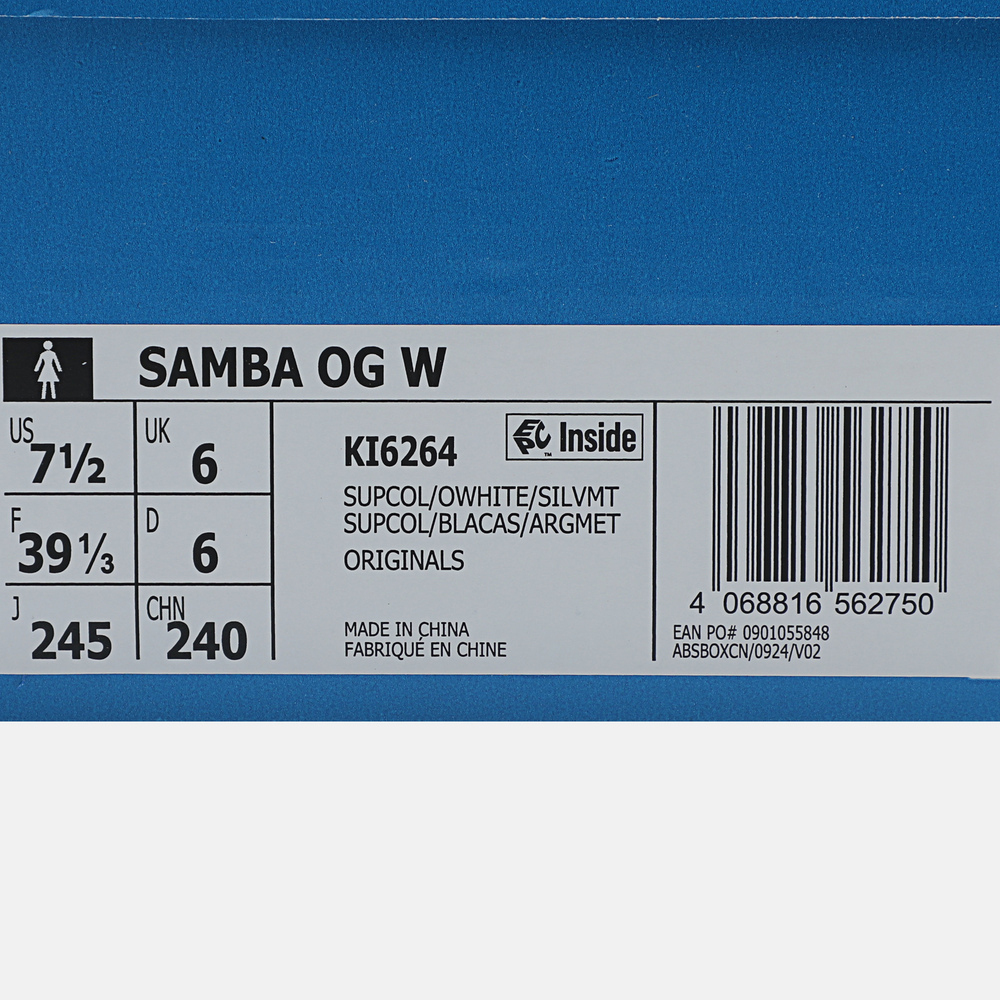 SAMBA OG W
US 7½
UK 6
F 39⅓
D 6
J 245
CHN 240
KI6264
EPC™ Inside
SUPCOL/OWHITE/SILVMT
SUPCOL/BLACAS/ARGMET
ORIGINALS
MADE IN CHINA
FABRIQUÉ EN CHINE
4 068816 562750
EAN PO# 0901055848
ABSBOXCN/0924/V02